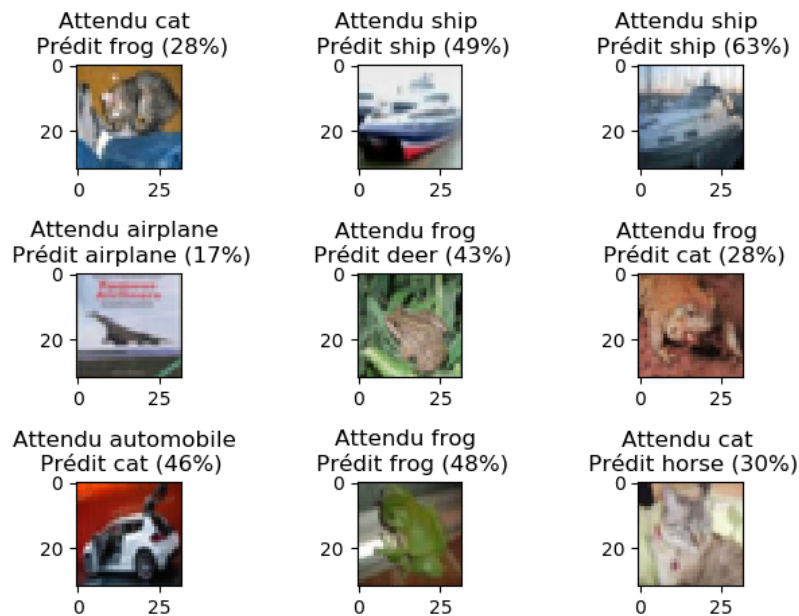 Attendu cat
Prédit frog (28%)
Attendu ship
Prédit ship (49%)
Attendu ship
Prédit ship (63%)
0
20
0
25
0
20
0
25
0
20
0
25
Attendu airplane
Prédit airplane (17%)
Attendu frog
Prédit deer (43%)
Attendu frog
Prédit cat (28%)
0
20
0
25
0
20
0
25
0
20
0
25
Attendu automobile
Prédit cat (46%)
Attendu frog
Prédit frog (48%)
Attendu cat
Prédit horse (30%)
0
20
0
25
0
20
0
25
0
20
0
25